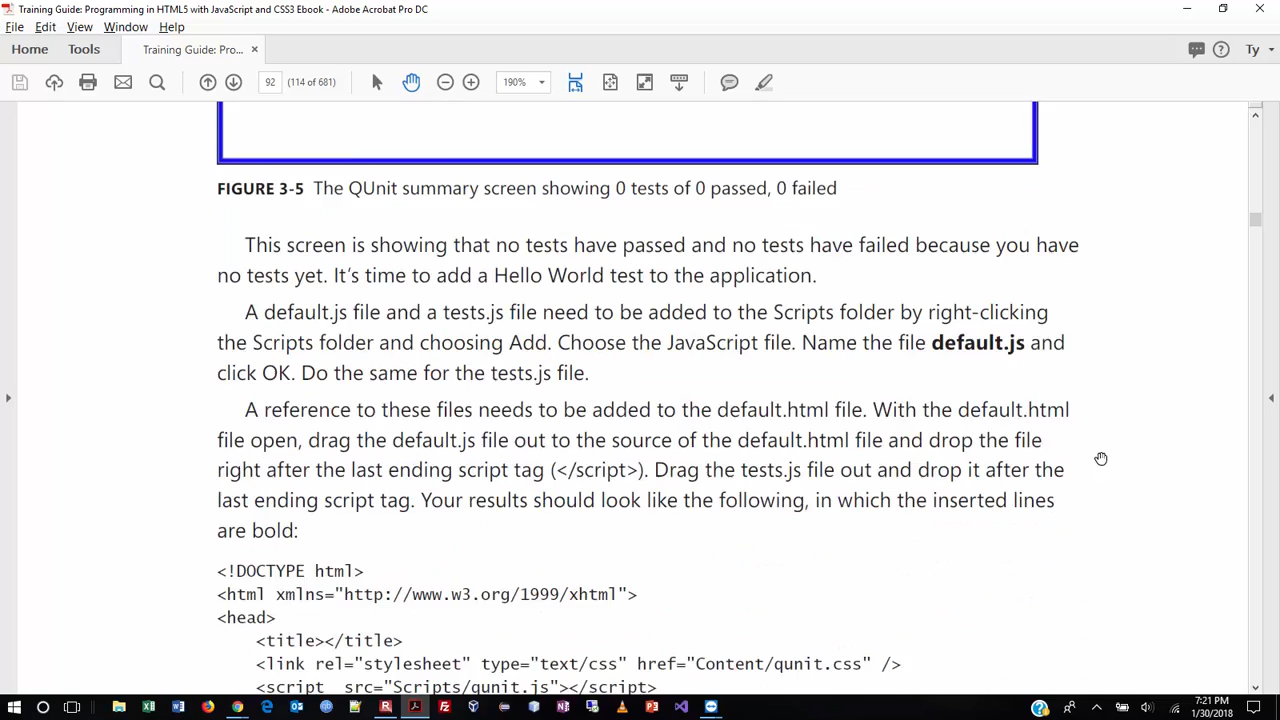 Training Guide: Programming in HTML5 with JavaScript and CSS3 Ebook - Adobe Acrobat Pro DC
File Edit View Window Help
Home Tools Training Guide: Pro... × Ty
92 (114 of 681) 190%
FIGURE 3-5 The QUnit summary screen showing 0 tests of 0 passed, 0 failed
This screen is showing that no tests have passed and no tests have failed because you have
no tests yet. It’s time to add a Hello World test to the application.
A default.js file and a tests.js file need to be added to the Scripts folder by right-clicking
the Scripts folder and choosing Add. Choose the JavaScript file. Name the file default.js and
click OK. Do the same for the tests.js file.
A reference to these files needs to be added to the default.html file. With the default.html
file open, drag the default.js file out to the source of the default.html file and drop the file
right after the last ending script tag (</script>). Drag the tests.js file out and drop it after the
last ending script tag. Your results should look like the following, in which the inserted lines
are bold:
<!DOCTYPE html>
<html xmlns="http://www.w3.org/1999/xhtml">
<head>
<title></title>
<link rel="stylesheet" type="text/css" href="Content/qunit.css" />
<script src="Scripts/qunit.js"></script>
7:21 PM
1/30/2018